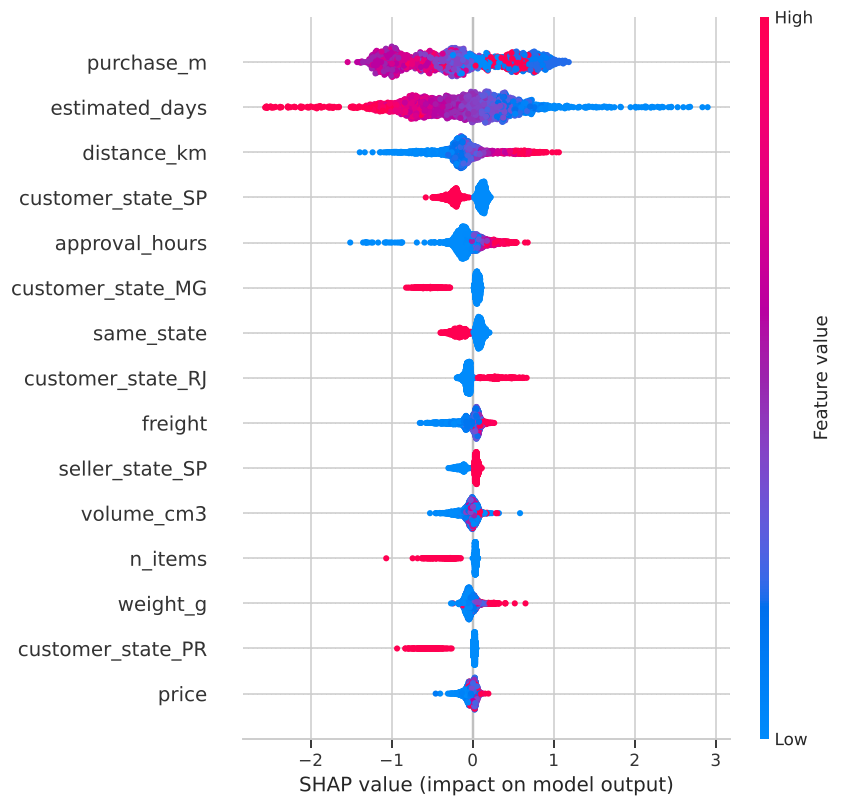 High
purchase_m
estimated_days
distance_km
customer_state_SP
approval_hours
customer_state_MG
same_state
customer_state_RJ
freight
seller_state_SP
volume_cm3
n_items
weight_g
customer_state_PR
price
Feature value
Low
−2 −1 0 1 2 3
SHAP value (impact on model output)